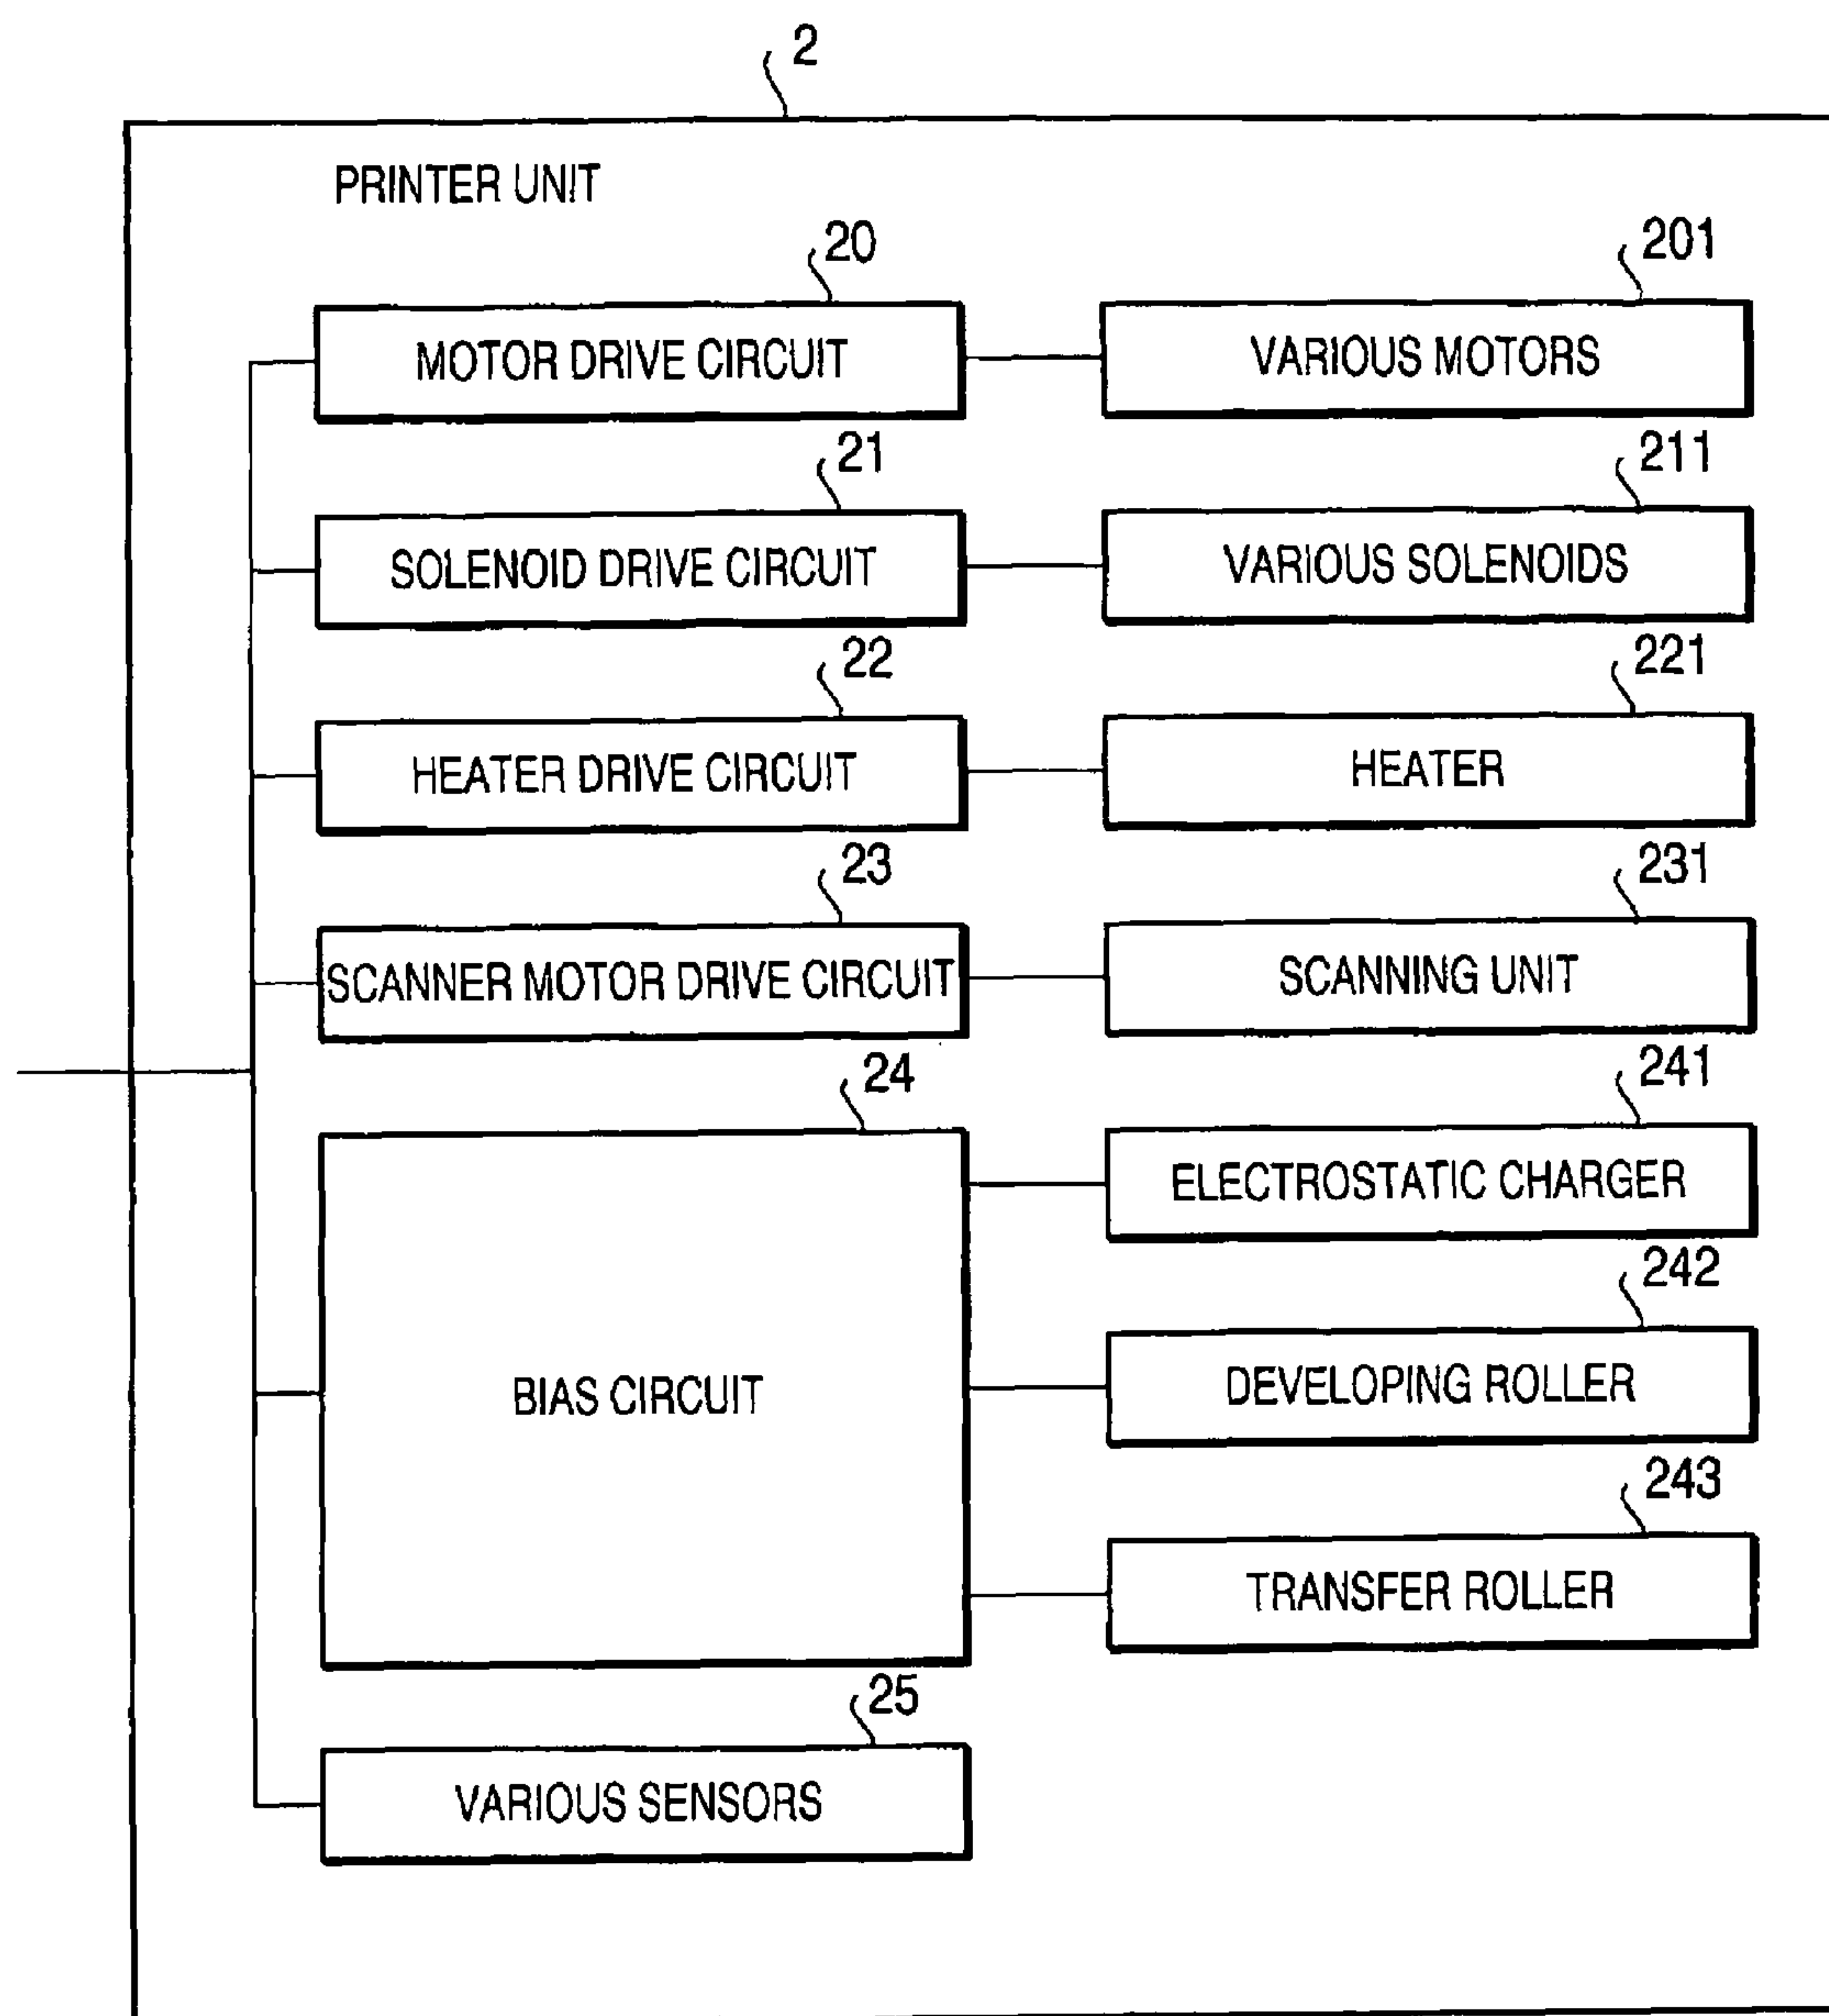 2
PRINTER UNIT
20
201
MOTOR DRIVE CIRCUIT
VARIOUS MOTORS
21
211
SOLENOID DRIVE CIRCUIT
VARIOUS SOLENOIDS
22
221
HEATER DRIVE CIRCUIT
HEATER
23
231
SCANNER MOTOR DRIVE CIRCUIT
SCANNING UNIT
24
241
ELECTROSTATIC CHARGER
242
BIAS CIRCUIT
DEVELOPING ROLLER
243
TRANSFER ROLLER
25
VARIOUS SENSORS